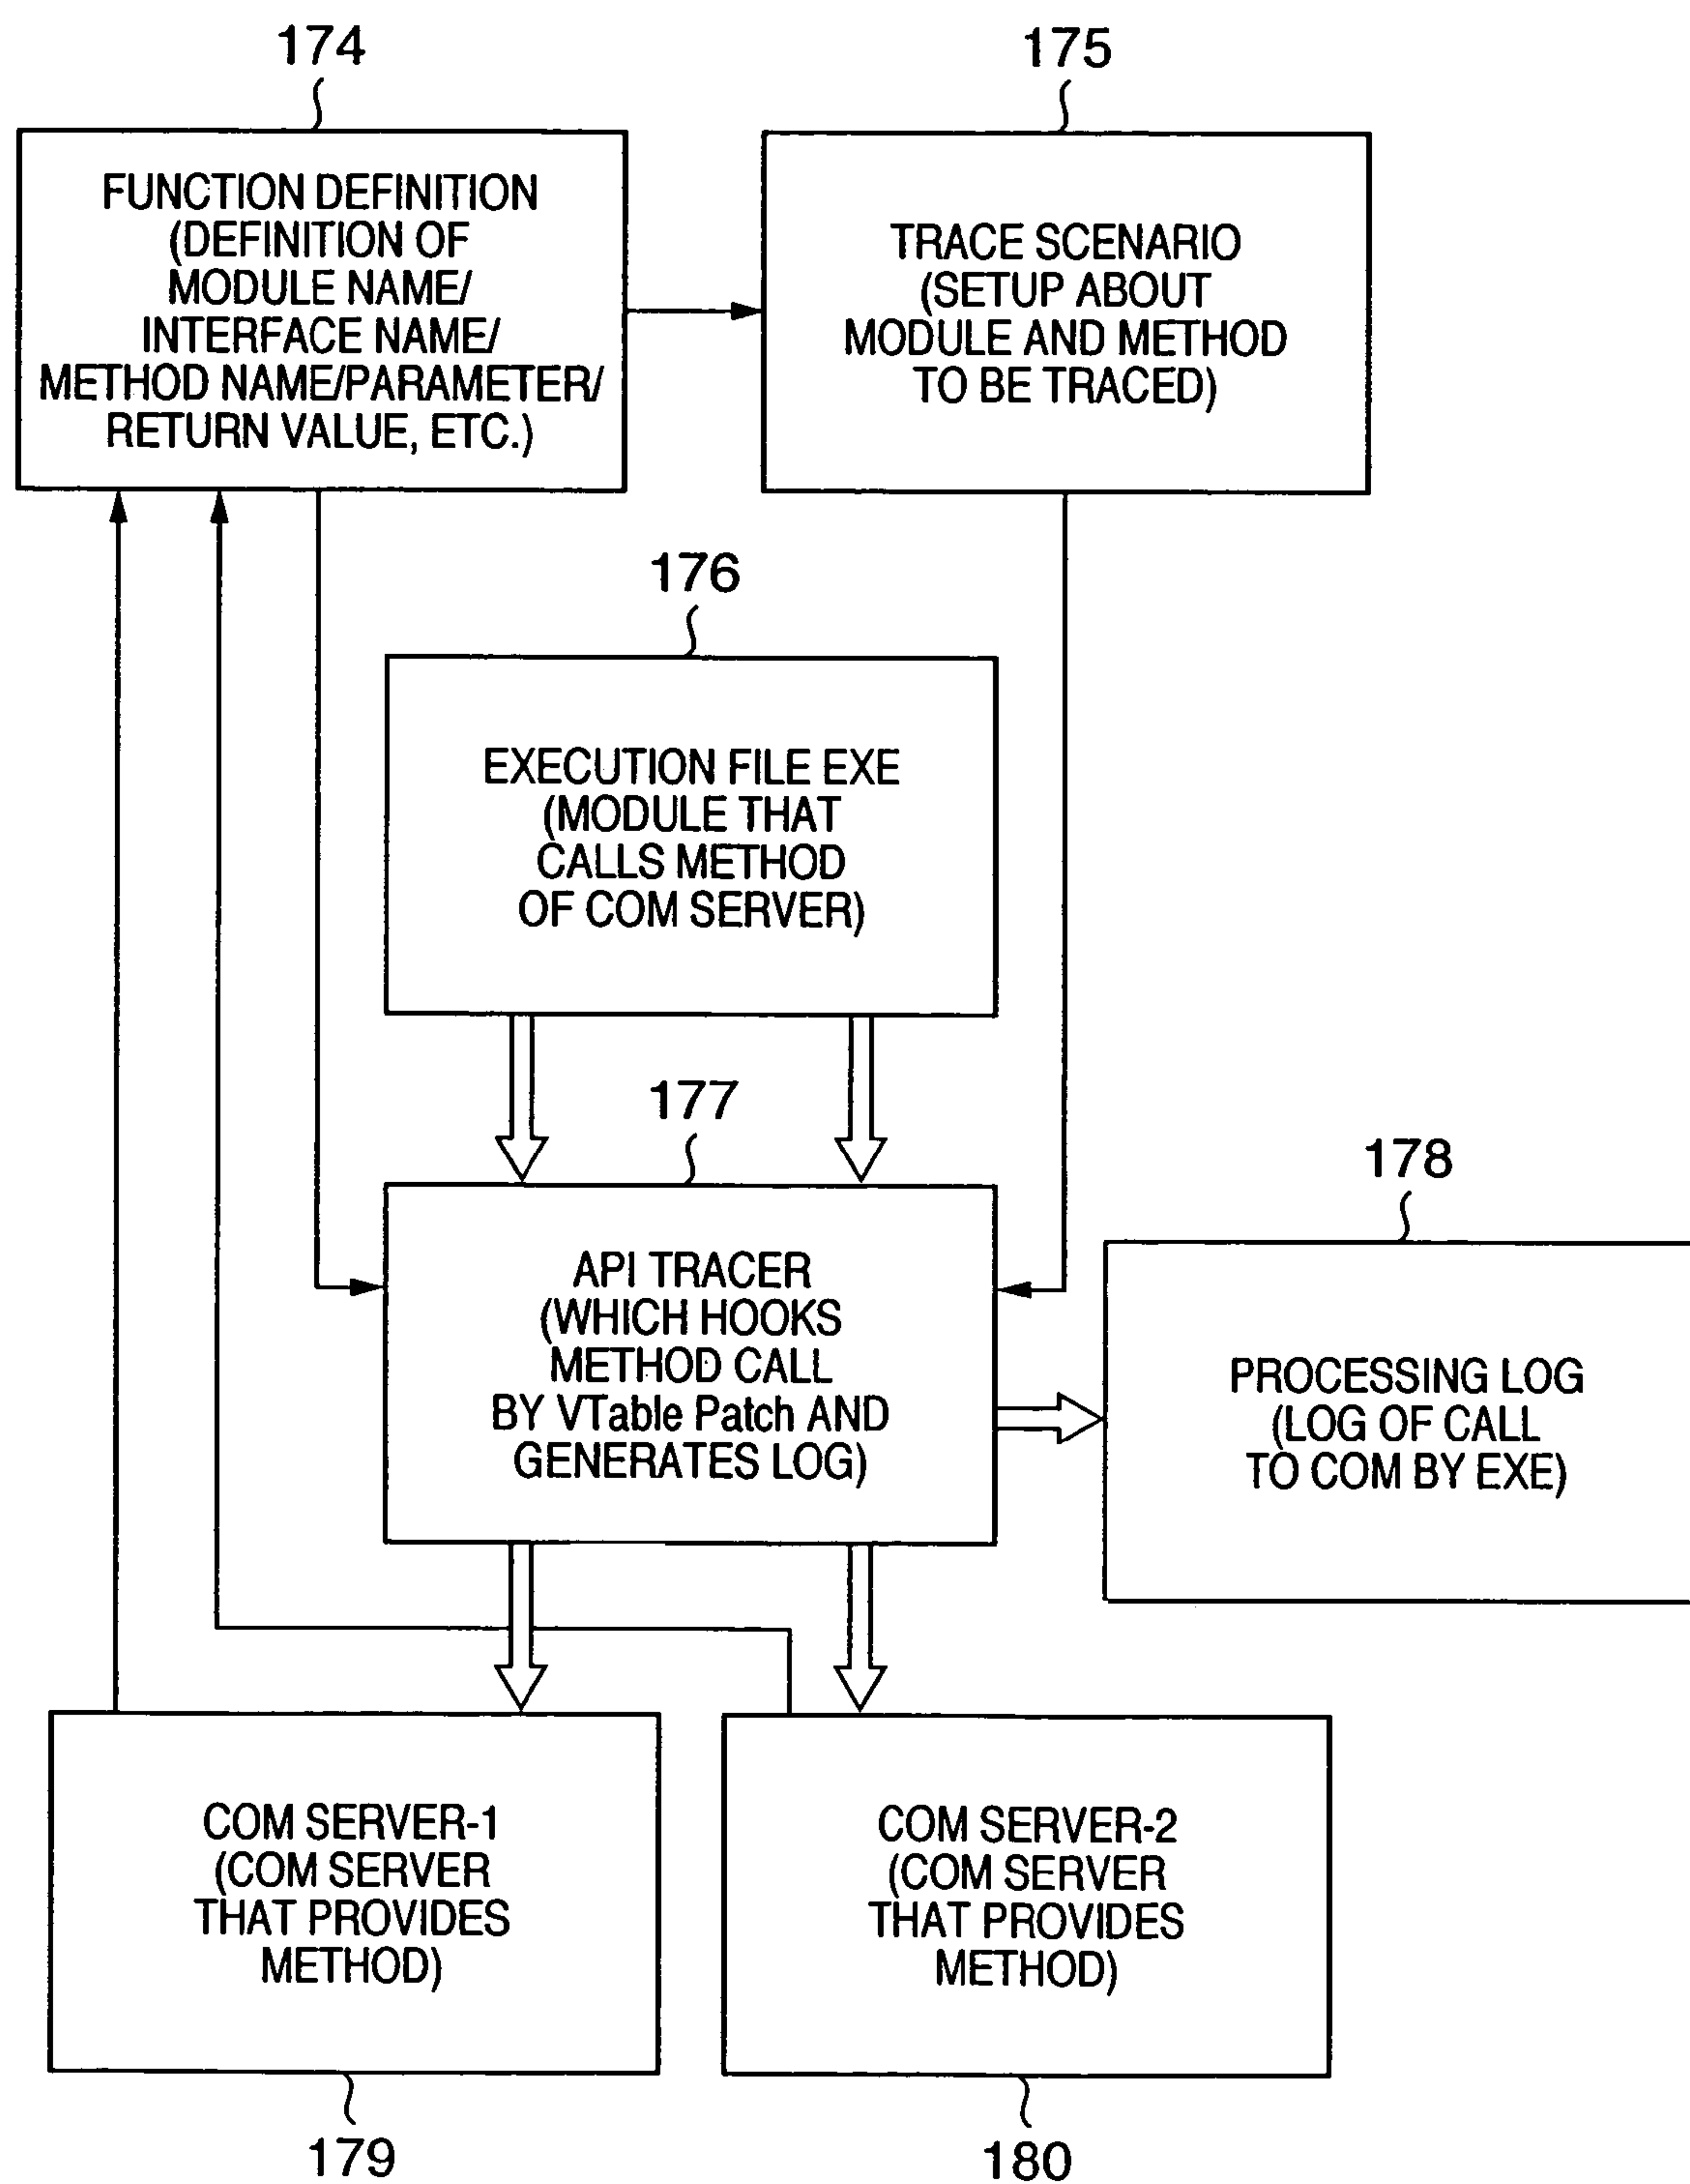 174
FUNCTION DEFINITION
(DEFINITION OF
MODULE NAME/
INTERFACE NAME/
METHOD NAME/PARAMETER/
RETURN VALUE, ETC.)
175
TRACE SCENARIO
(SETUP ABOUT
MODULE AND METHOD
TO BE TRACED)
176
EXECUTION FILE EXE
(MODULE THAT
CALLS METHOD
OF COM SERVER)
177
API TRACER
(WHICH HOOKS
METHOD CALL
BY VTable Patch AND
GENERATES LOG)
178
PROCESSING LOG
(LOG OF CALL
TO COM BY EXE)
COM SERVER-1
(COM SERVER
THAT PROVIDES
METHOD)
179
COM SERVER-2
(COM SERVER
THAT PROVIDES
METHOD)
180